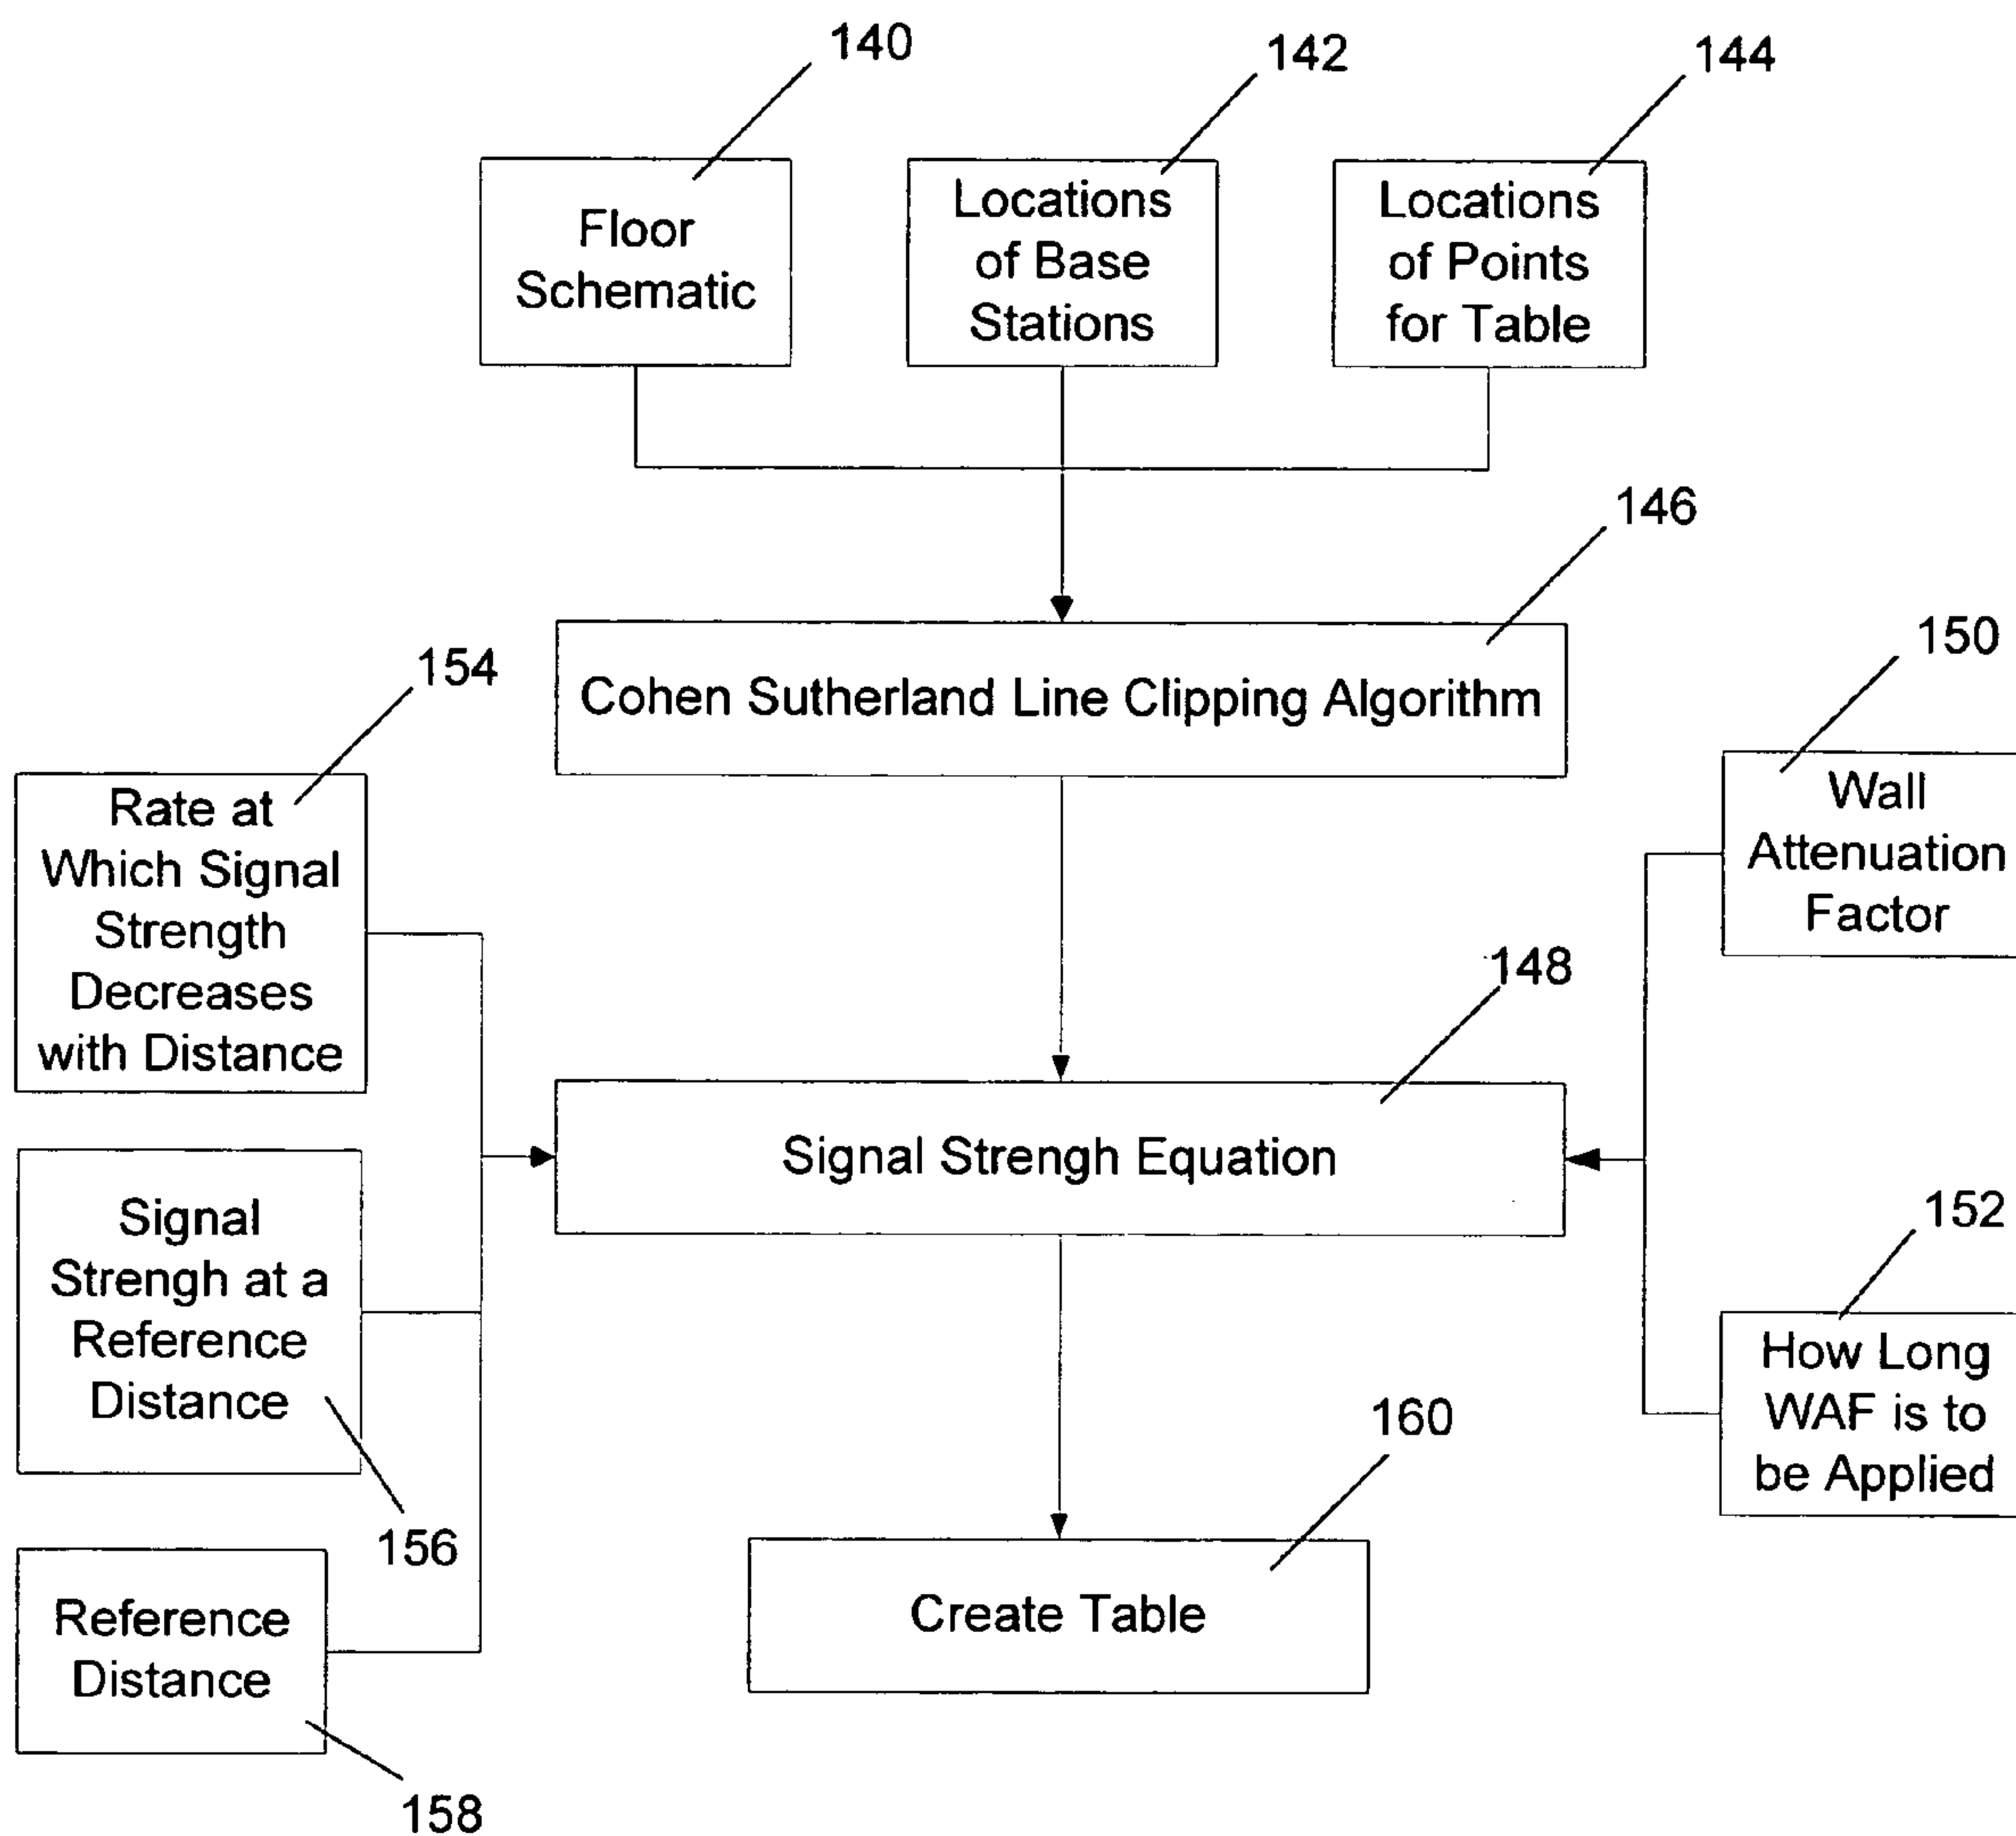 140
142
144
Floor
Schematic
Locations
of Base
Stations
Locations
of Points
for Table
146
Cohen Sutherland Line Clipping Algorithm
154
Rate at
Which Signal
Strength
Decreases
with Distance
150
Wall
Attenuation
Factor
148
Signal Strengh Equation
Signal
Strengh at a
Reference
Distance
156
152
How Long
WAF is to
be Applied
160
Create Table
Reference
Distance
158